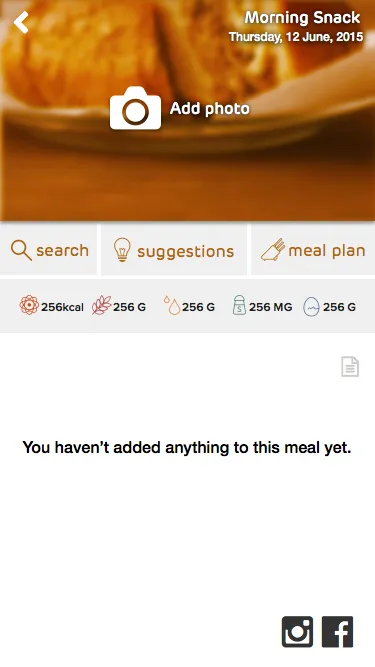 Morning Snack
Thursday, 12 June, 2015
Add photo
search
suggestions
meal plan
256kcal
256 G
256 G
S
256 MG
256 G
You haven’t added anything to this meal yet.